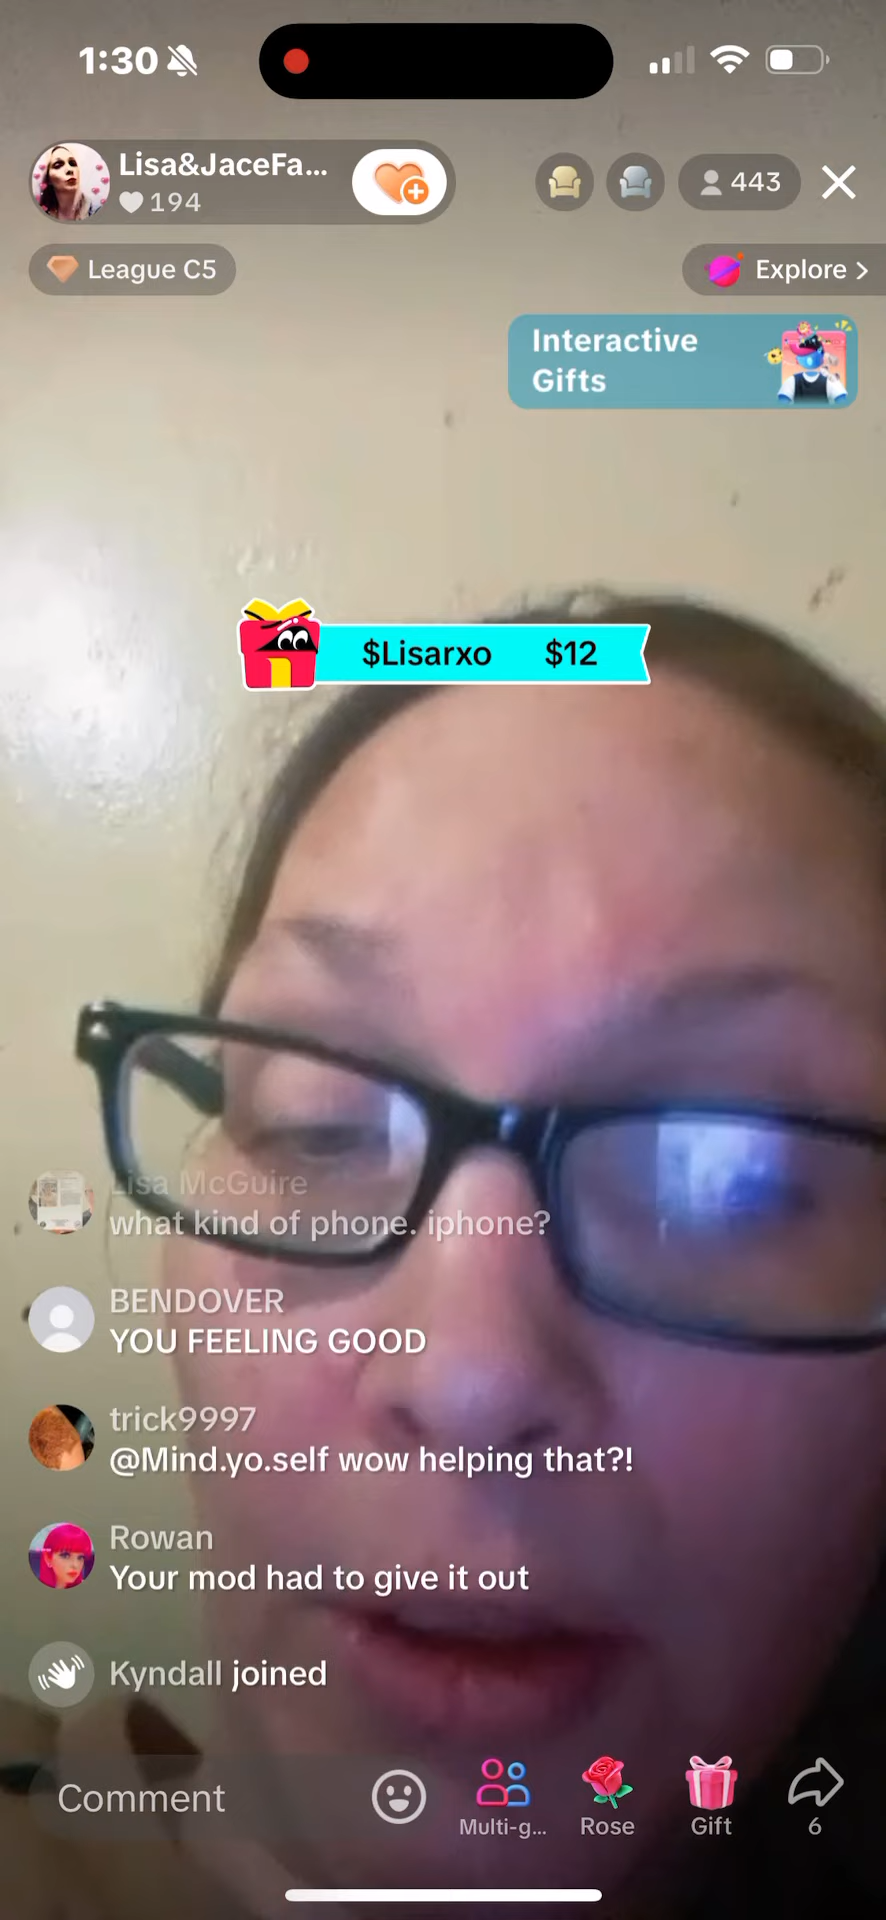 1:30
Lisa&JaceFa...
194
443
League C5
Explore >
Interactive
Gifts
$Lisarxo $12
Lisa McGuire
what kind of phone. iphone?
BENDOVER
YOU FEELING GOOD
trick9997
@Mind.yo.self wow helping that?!
Rowan
Your mod had to give it out
Kyndall joined
Comment
Multi-g...
Rose
Gift
6